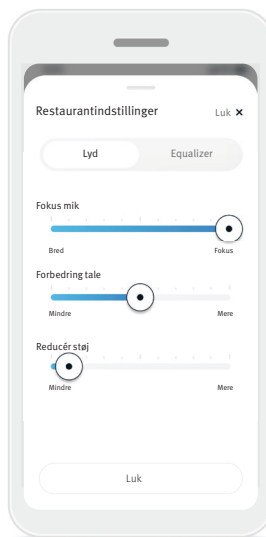 Restaurantindstillinger Luk ×
Lyd Equalizer
Fokus mik
Bred Fokus
Forbedring tale
Mindre Mere
Reducér støj
Mindre Mere
Luk